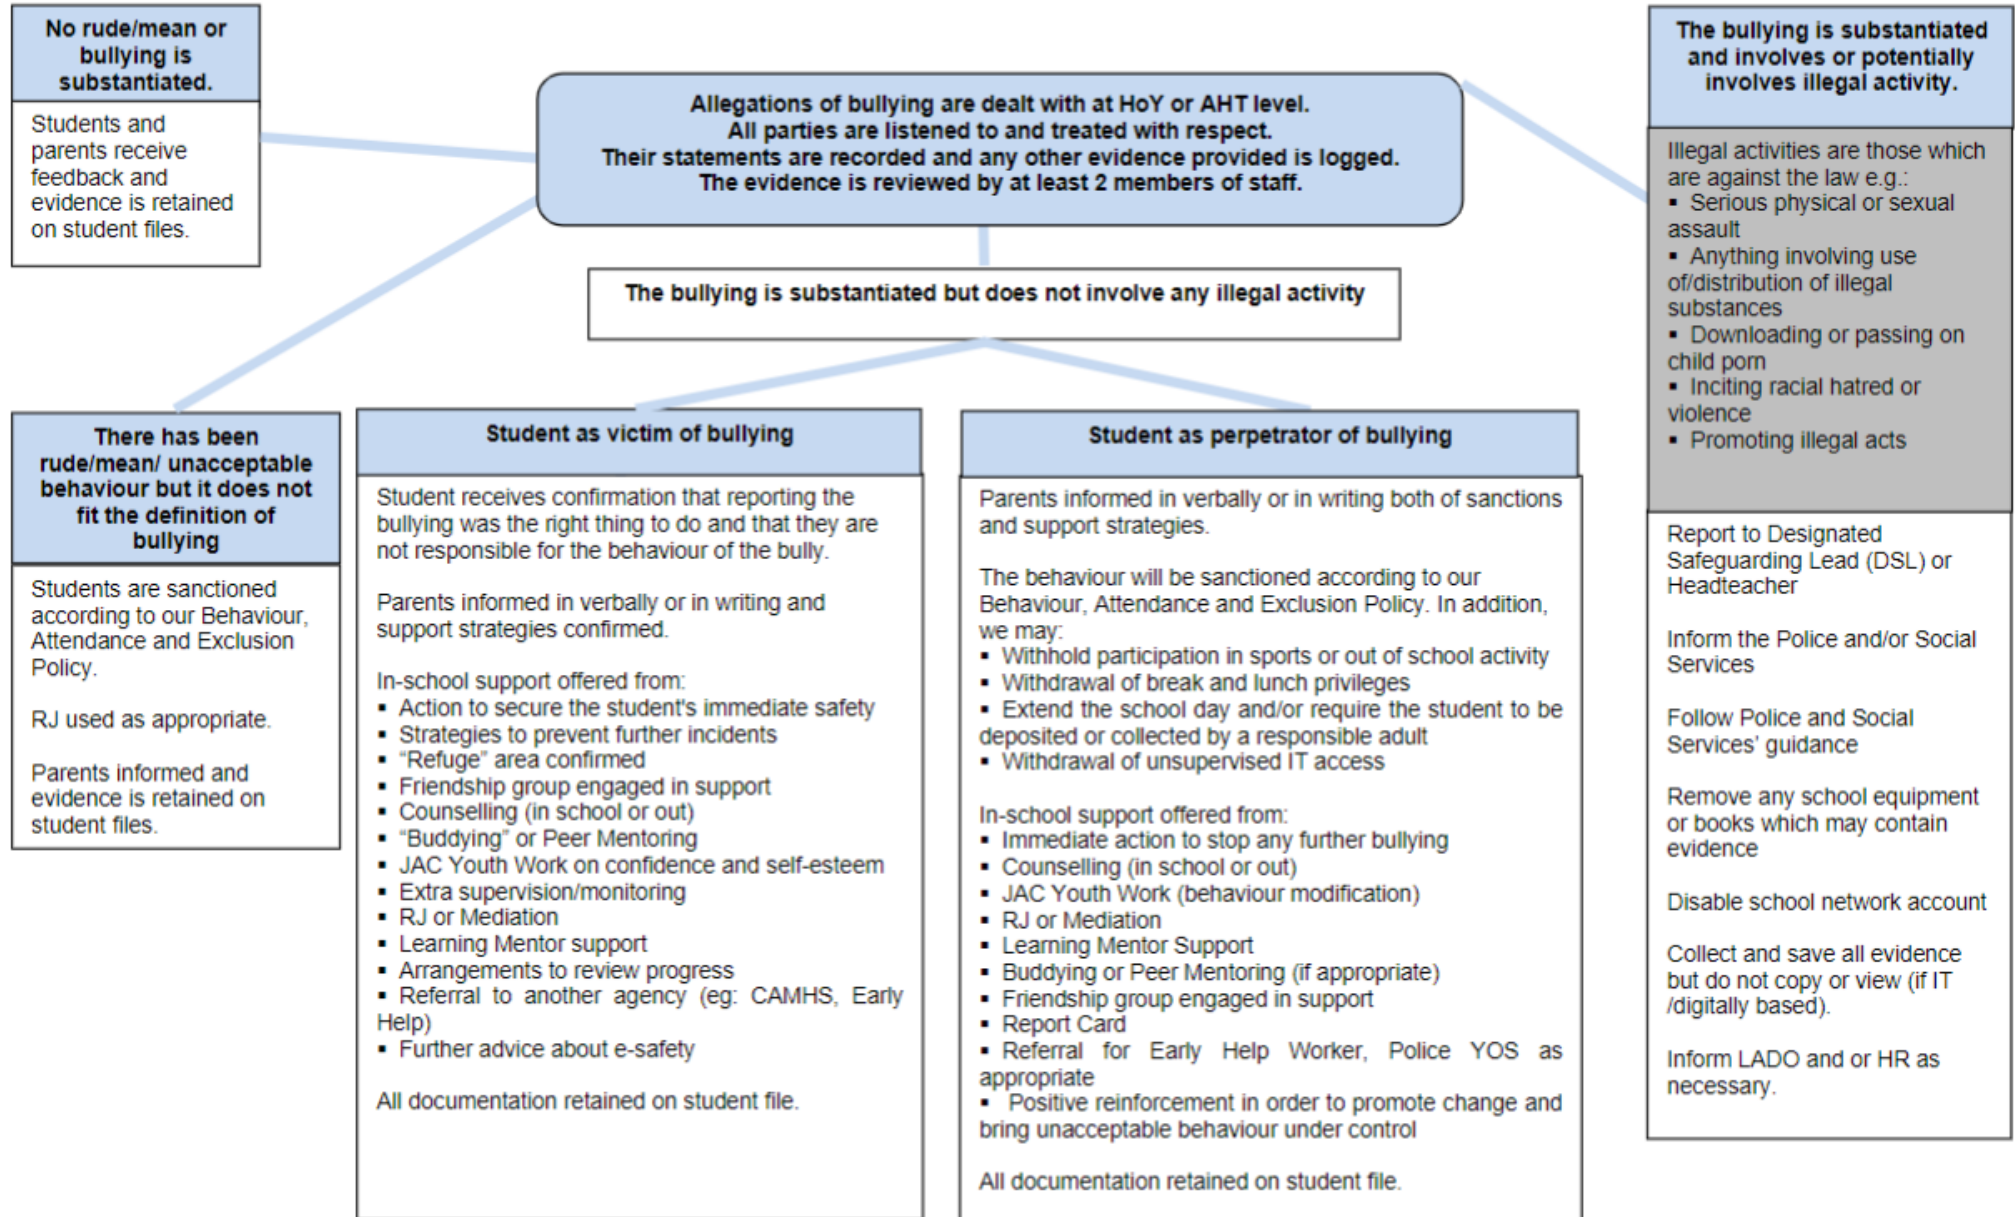 No rude/mean or
bullying is
substantiated.
Students and
parents receive
feedback and
evidence is retained
on student files.
Allegations of bullying are dealt with at HoY or AHT level.
All parties are listened to and treated with respect.
Their statements are recorded and any other evidence provided is logged.
The evidence is reviewed by at least 2 members of staff.
The bullying is substantiated but does not involve any illegal activity
The bullying is substantiated
and involves or potentially
involves illegal activity.
Illegal activities are those which
are against the law e.g.:
▪ Serious physical or sexual
assault
▪ Anything involving use
of/distribution of illegal
substances
▪ Downloading or passing on
child porn
▪ Inciting racial hatred or
violence
▪ Promoting illegal acts
Report to Designated
Safeguarding Lead (DSL) or
Headteacher
Inform the Police and/or Social
Services
Follow Police and Social
Services' guidance
Remove any school equipment
or books which may contain
evidence
Disable school network account
Collect and save all evidence
but do not copy or view (if IT
/digitally based).
Inform LADO and or HR as
necessary.
There has been
rude/mean/ unacceptable
behaviour but it does not
fit the definition of
bullying
Students are sanctioned
according to our Behaviour,
Attendance and Exclusion
Policy.
RJ used as appropriate.
Parents informed and
evidence is retained on
student files.
Student as victim of bullying
Student receives confirmation that reporting the
bullying was the right thing to do and that they are
not responsible for the behaviour of the bully.
Parents informed in verbally or in writing and
support strategies confirmed.
In-school support offered from:
▪ Action to secure the student's immediate safety
▪ Strategies to prevent further incidents
▪ “Refuge” area confirmed
▪ Friendship group engaged in support
▪ Counselling (in school or out)
▪ “Buddying” or Peer Mentoring
▪ JAC Youth Work on confidence and self-esteem
▪ Extra supervision/monitoring
▪ RJ or Mediation
▪ Learning Mentor support
▪ Arrangements to review progress
▪ Referral to another agency (eg: CAMHS, Early
Help)
▪ Further advice about e-safety
All documentation retained on student file.
Student as perpetrator of bullying
Parents informed in verbally or in writing both of sanctions
and support strategies.
The behaviour will be sanctioned according to our
Behaviour, Attendance and Exclusion Policy. In addition,
we may:
▪ Withhold participation in sports or out of school activity
▪ Withdrawal of break and lunch privileges
▪ Extend the school day and/or require the student to be
deposited or collected by a responsible adult
▪ Withdrawal of unsupervised IT access
In-school support offered from:
▪ Immediate action to stop any further bullying
▪ Counselling (in school or out)
▪ JAC Youth Work (behaviour modification)
▪ RJ or Mediation
▪ Learning Mentor Support
▪ Buddying or Peer Mentoring (if appropriate)
▪ Friendship group engaged in support
▪ Report Card
▪ Referral for Early Help Worker, Police YOS as
appropriate
▪ Positive reinforcement in order to promote change and
bring unacceptable behaviour under control
All documentation retained on student file.